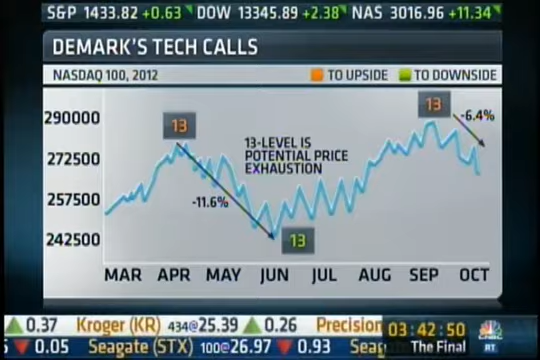 S&P 1433.82 +0.63 DOW 13345.89 +2.38 NAS 3016.96 +11.34
DEMARK'S TECH CALLS
NASDAQ 100, 2012 TO UPSIDE TO DOWNSIDE
290000
272500
257500
242500
13
13-LEVEL IS
POTENTIAL PRICE
EXHAUSTION
-11.6%
13
13
-6.4%
MAR APR MAY JUN JUL AUG SEP OCT
0.37 Kroger (KR) 434@25.39 0.26 Precision
S 0.05 Seagate (STX) 100@26.97 0.93 Seag
03:42:50
The Final
CNBC
RT